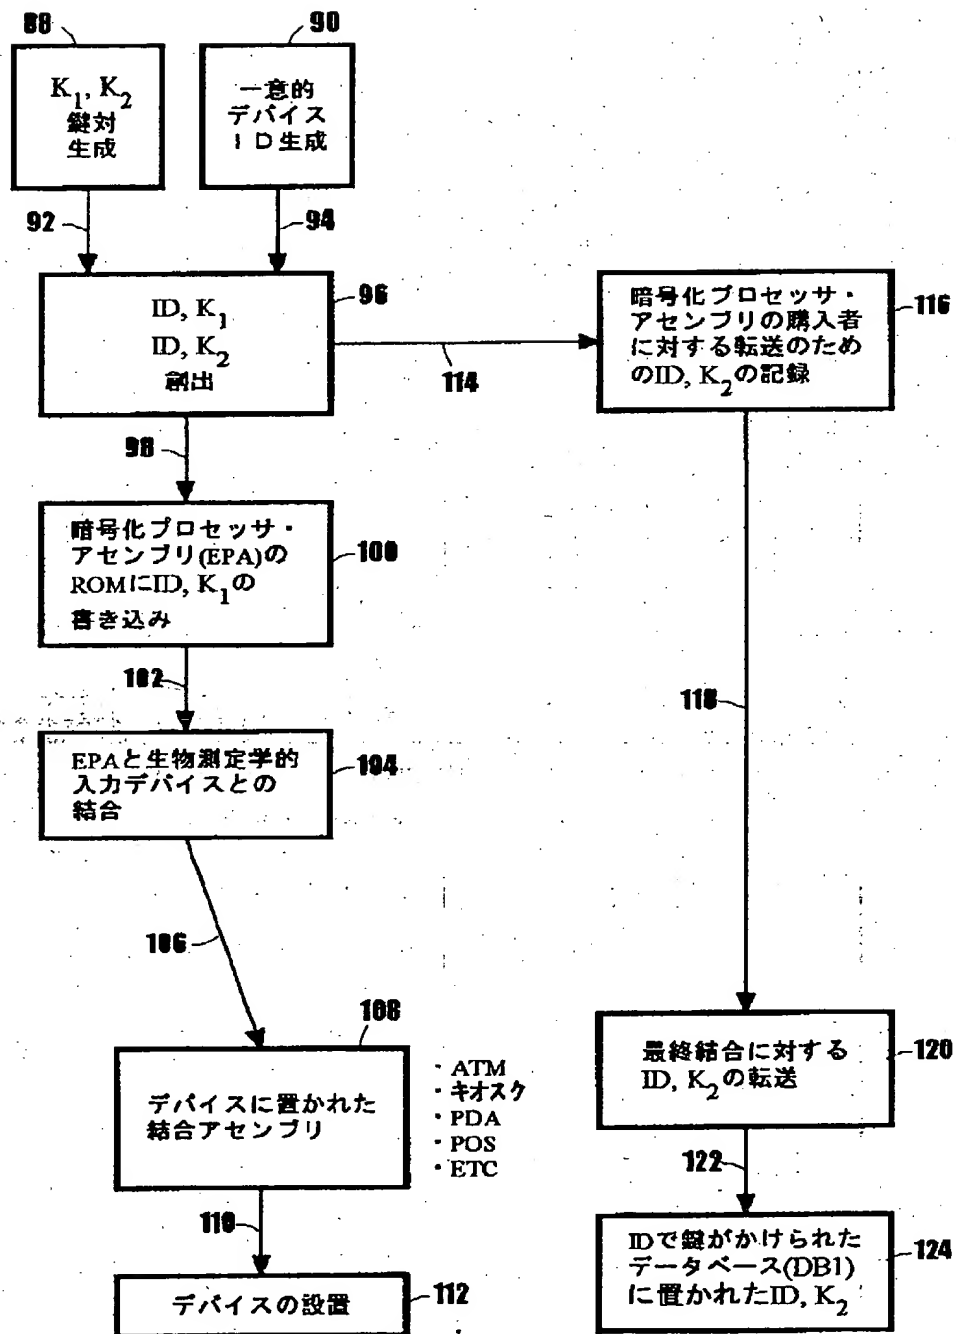 88
90
K1, K2
鍵対
生成
一意的
デバイス
ID生成
92
94
ID, K1
ID, K2
創出
96
暗号化プロセッサ・
アセンブリの購入者
に対する転送のため
のID, K2の記録
116
114
98
暗号化プロセッサ・
アセンブリ(EPA)の
ROMにID, K1の
書き込み
100
102
118
EPAと生物測定学的
入力デバイスとの
結合
104
106
108
デバイスに置かれた
結合アセンブリ
・ATM
・キオスク
・PDA
・POS
・ETC
最終結合に対する
ID, K2の転送
120
122
110
IDで鍵がかけられた
データベース(DB1)
に置かれたID, K2
124
デバイスの設置
112